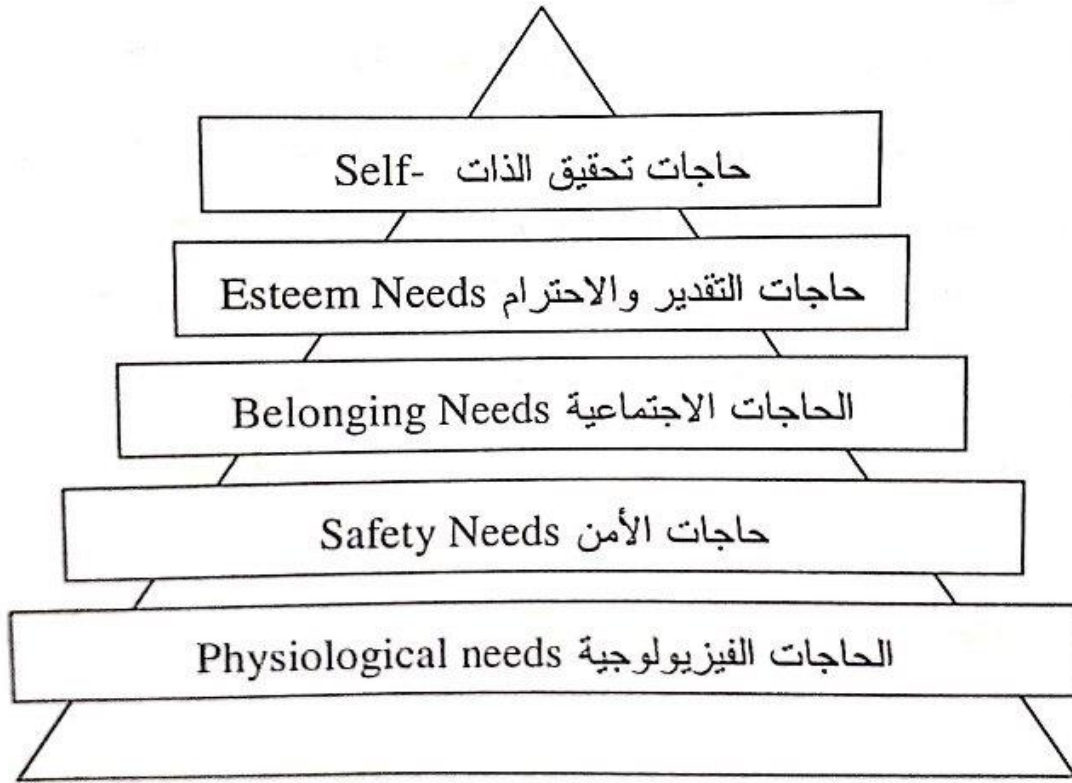 حاجات تحقيق الذات Self-
حاجات التقدير والاحترام Esteem Needs
الحاجات الاجتماعية Belonging Needs
حاجات الأمن Safety Needs
الحاجات الفيزيولوجية Physiological needs